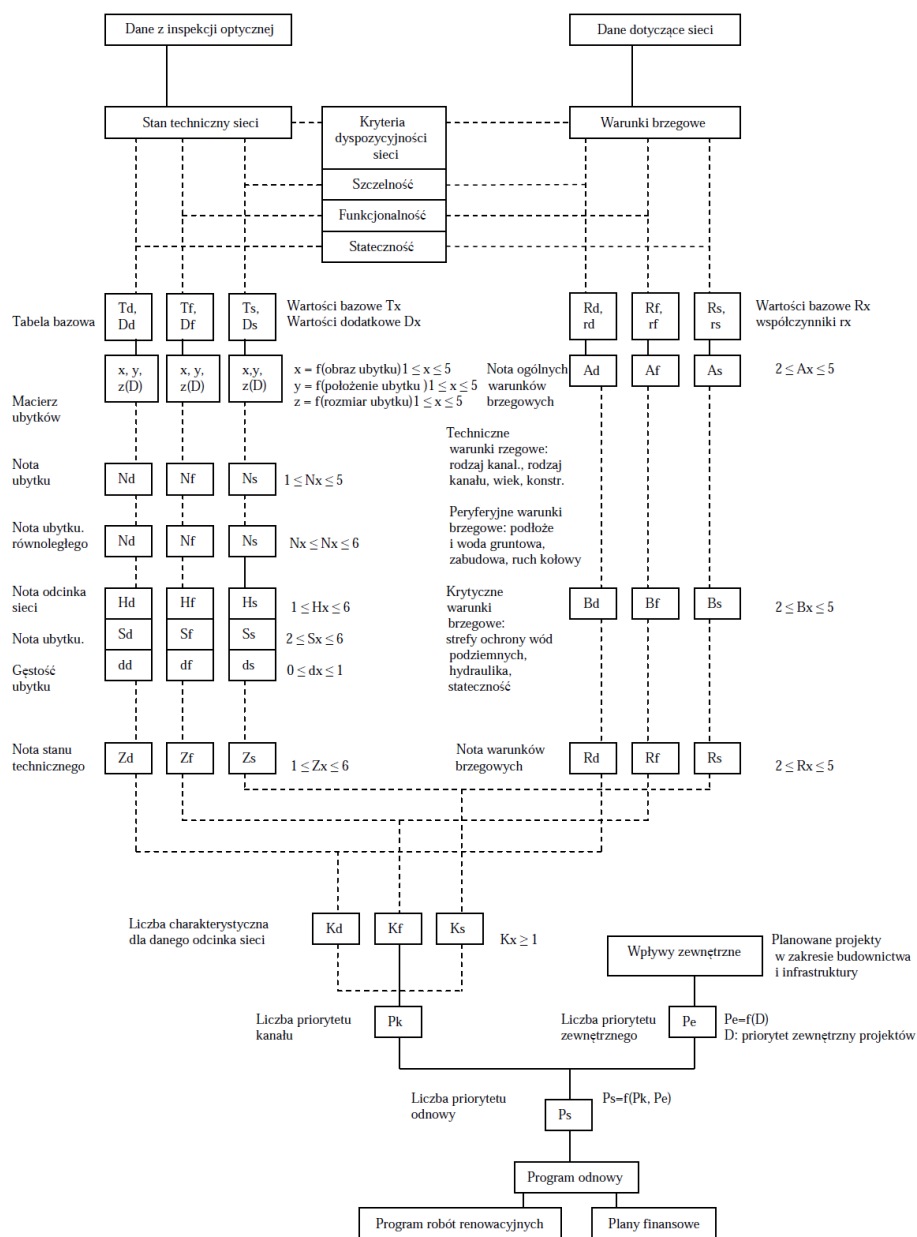 Dane z inspekcji optycznej
Dane dotyczące sieci
Stan techniczny sieci
Kryteria
dyspozycyjności
sieci
Warunki brzegowe
Szczelność
Funkcjonalność
Stateczność
Tabela bazowa
Td,
Dd
Tf,
Df
Ts,
Ds
Wartości bazowe Tx
Wartości dodatkowe Dx
Rd,
rd
Rf,
rf
Rs,
rs
Wartości bazowe Rx
współczynniki rx
Macierz
ubytków
x, y,
z(D)
x, y,
z(D)
x,y,
z(D)
x = f(obraz ubytku)1 ≤ x ≤ 5
y = f(położenie ubytku )1 ≤ x ≤ 5
z = f(rozmiar ubytku)1 ≤ x ≤ 5
Nota ogólnych
warunków
brzegowych
Ad
Af
As
2 ≤ Ax ≤ 5
Techniczne
warunki rzegowe:
rodzaj kanal., rodzaj
kanału, wiek, konstr.
Nota
ubytku
Nd
Nf
Ns
1 ≤ Nx ≤ 5
Peryferyjne warunki
brzegowe: podłoże
i woda gruntowa,
zabudowa, ruch kołowy
Nota ubytku.
równoległego
Nd
Nf
Ns
Nx ≤ Nx ≤ 6
Nota odcinka
sieci
Hd
Hf
Hs
1 ≤ Hx ≤ 6
Krytyczne
warunki
brzegowe:
strefy ochrony wód
podziemnych,
hydraulika,
stateczność
Bd
Bf
Bs
2 ≤ Bx ≤ 5
Nota ubytku.
Sd
Sf
Ss
2 ≤ Sx ≤ 6
Gęstość
ubytku
dd
df
ds
0 ≤ dx ≤ 1
Nota stanu
technicznego
Zd
Zf
Zs
1 ≤ Zx ≤ 6
Nota warunków
brzegowych
Rd
Rf
Rs
2 ≤ Rx ≤ 5
Liczba charakterystyczna
dla danego odcinka sieci
Kd
Kf
Ks
Kx ≥ 1
Wpływy zewnętrzne
Planowane projekty
w zakresie budownictwa
i infrastruktury
Liczba priorytetu
kanału
Pk
Liczba priorytetu
zewnętrznego
Pe
Pe=f(D)
D: priorytet zewnętrzny projektów
Liczba priorytetu
odnowy
Ps
Ps=f(Pk, Pe)
Program odnowy
Program robót renowacyjnych
Plany finansowe